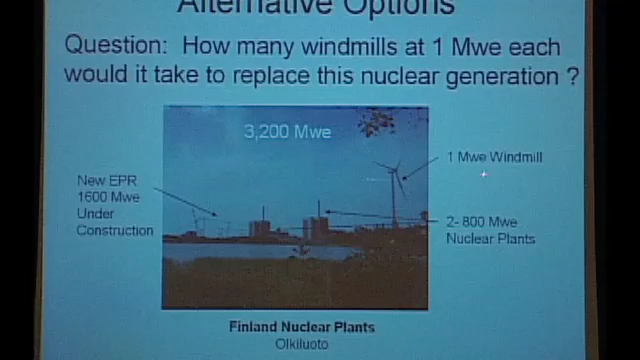 Alternative Options
Question: How many windmills at 1 Mwe each
would it take to replace this nuclear generation ?
3,200 Mwe
1 Mwe Windmill
New EPR
1600 Mwe
Under
Construction
2- 800 Mwe
Nuclear Plants
Finland Nuclear Plants
Olkiluoto